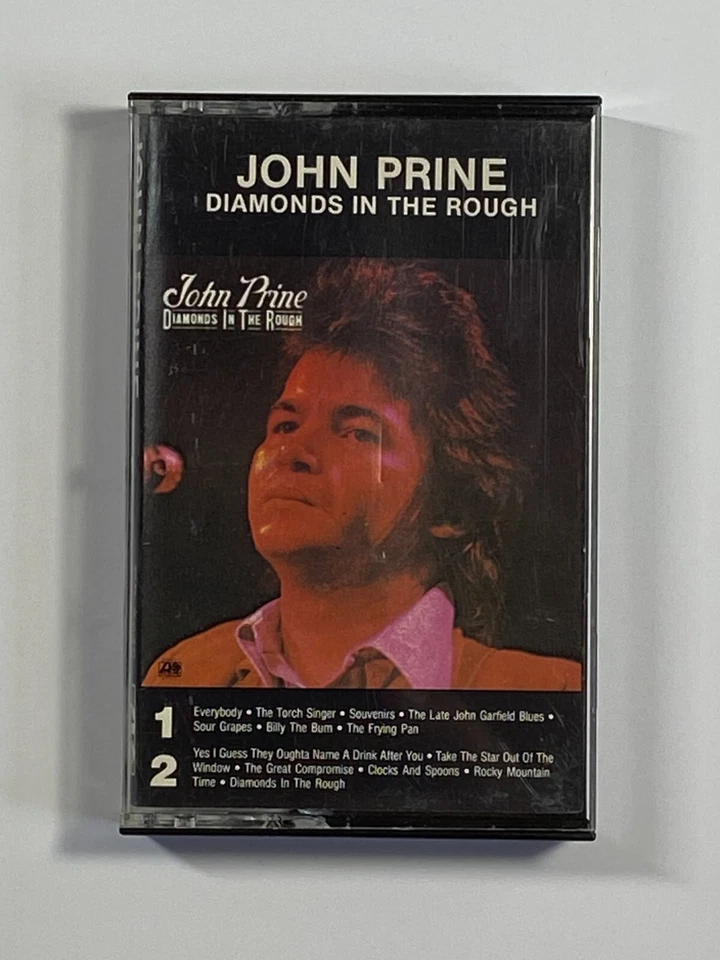 JOHN PRINE
DIAMONDS IN THE ROUGH
John Prine
DIAMONDS IN THE ROUGH
1
Everybody • The Torch Singer • Souvenirs • The Late John Garfield Blues •
Sour Grapes • Billy The Bum • The Frying Pan
2
Yes I Guess They Oughta Name A Drink After You • Take The Star Out Of The
Window • The Great Compromise • Clocks And Spoons • Rocky Mountain
Time • Diamonds In The Rough